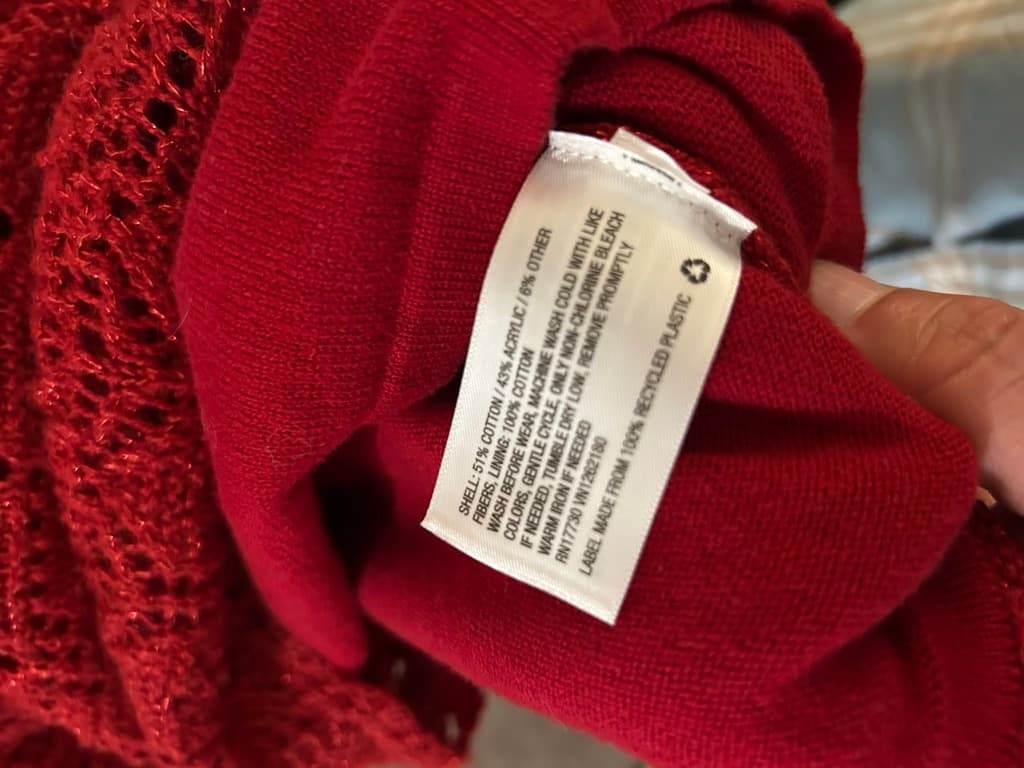 SHELL: 51% COTTON / 43% ACRYLIC / 6% OTHER
FIBERS, LINING: 100% COTTON
WASH BEFORE WEAR, MACHINE WASH COLD WITH LIKE
COLORS, GENTLE CYCLE, ONLY NON-CHLORINE BLEACH
IF NEEDED, TUMBLE DRY LOW, REMOVE PROMPTLY
WARM IRON IF NEEDED
RN17730 VN1262180
LABEL MADE FROM 100% RECYCLED PLASTIC